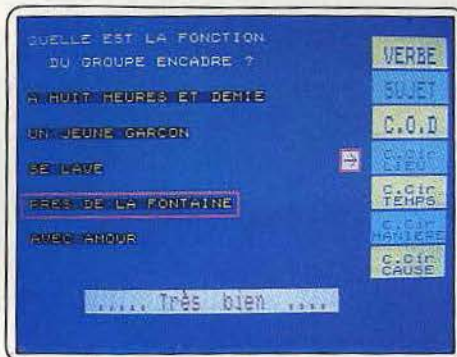 QUELLE EST LA FONCTION
DU GROUPE ENCADRE ?
A HUIT HEURES ET DEMIE
UN JEUNE GARCON
SE LAVE
PRES DE LA FONTAINE
AVEC AMOUR
VERBE
SUJET
C.O.D
C.Cir
LIEU
C.Cir
TEMPS
C.Cir
MANIERE
C.Cir
CAUSE
..... Très bien ....